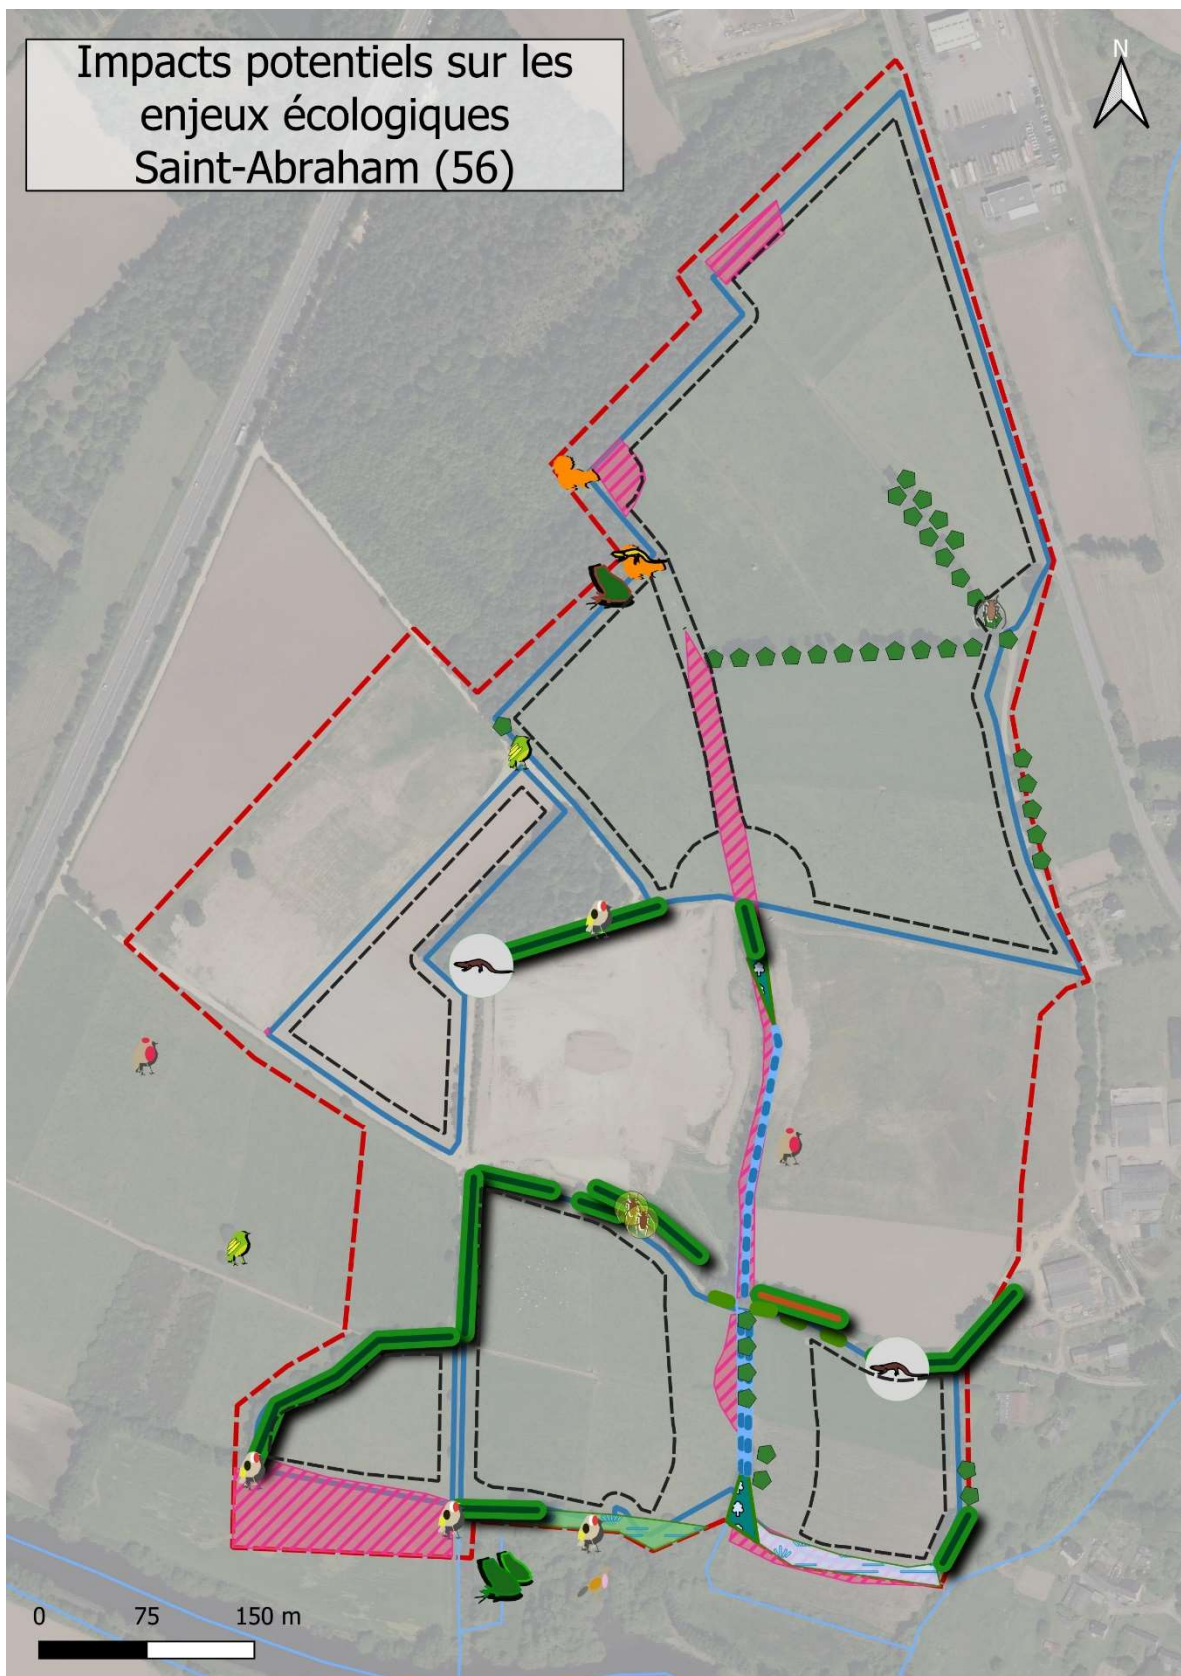 Impacts potentiels sur les
enjeux écologiques
Saint-Abraham (56)
N
0 75 150 m